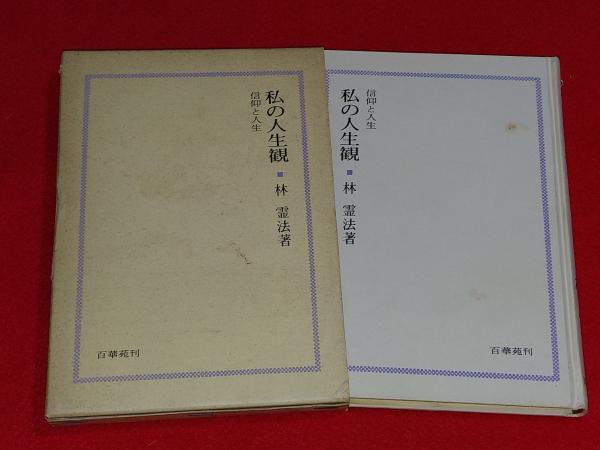 私の人生観
信仰と人生
■ 林 霊法著
百華苑刊
信仰と人生
私の人生観
■ 林 霊法著
百華苑刊